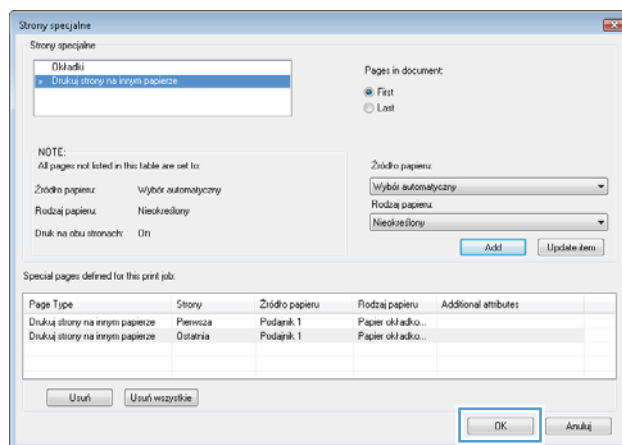 Strony specjalne
Strony specjalne
Okładki
» Drukuj strony na innym papierze
Pages in document:
First
Last
NOTE:
All pages not listed in this table are set to:
Źródło papieru: Wybór automatyczny
Rodzaj papieru: Nieokreślony
Druk na obu stronach: On
Źródło papieru:
Wybór automatyczny
Rodzaj papieru:
Nieokreślony
Add Update item
Special pages defined for this print job:
Page Type Strony Źródło papieru Rodzaj papieru Additional attributes
Drukuj strony na innym papierze Pierwsza Podajnik 1 Papier okładko...
Drukuj strony na innym papierze Ostatnia Podajnik 1 Papier okładko...
Usuń Usuń wszystkie
OK Anuluj